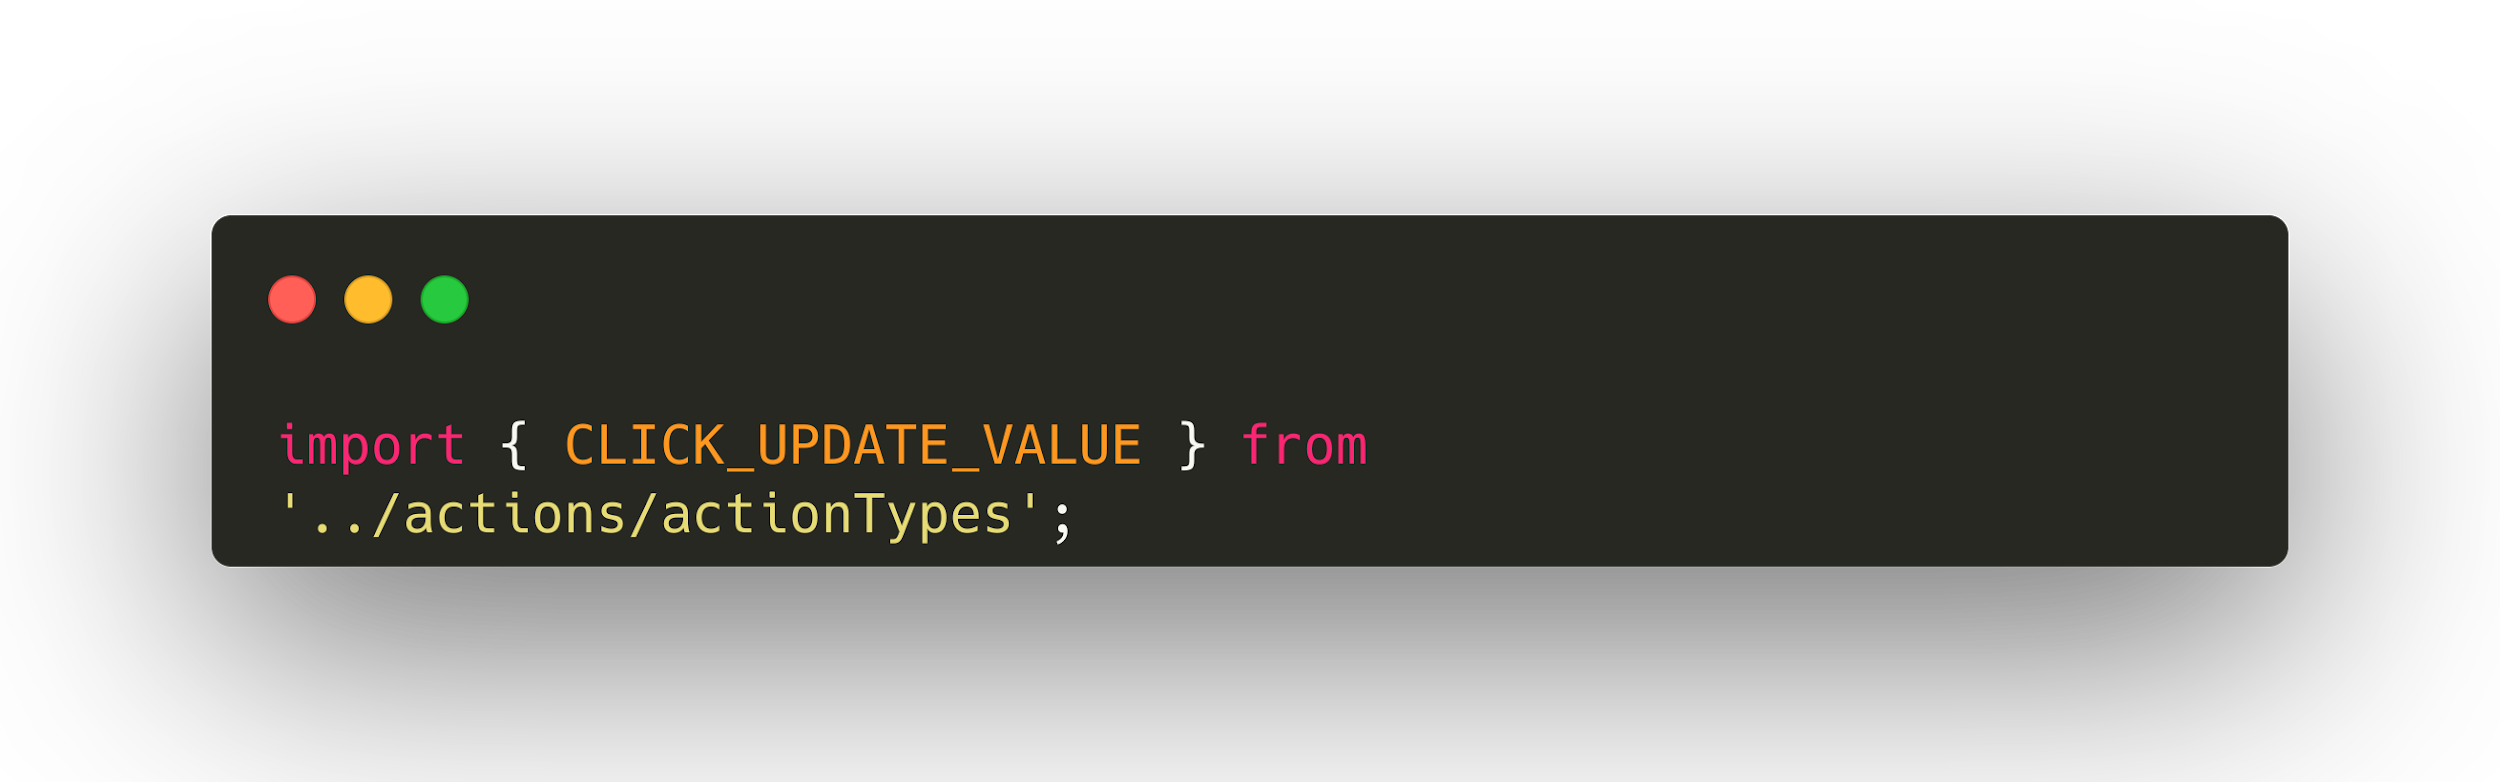 import { CLICK_UPDATE_VALUE } from
'../actions/actionTypes';